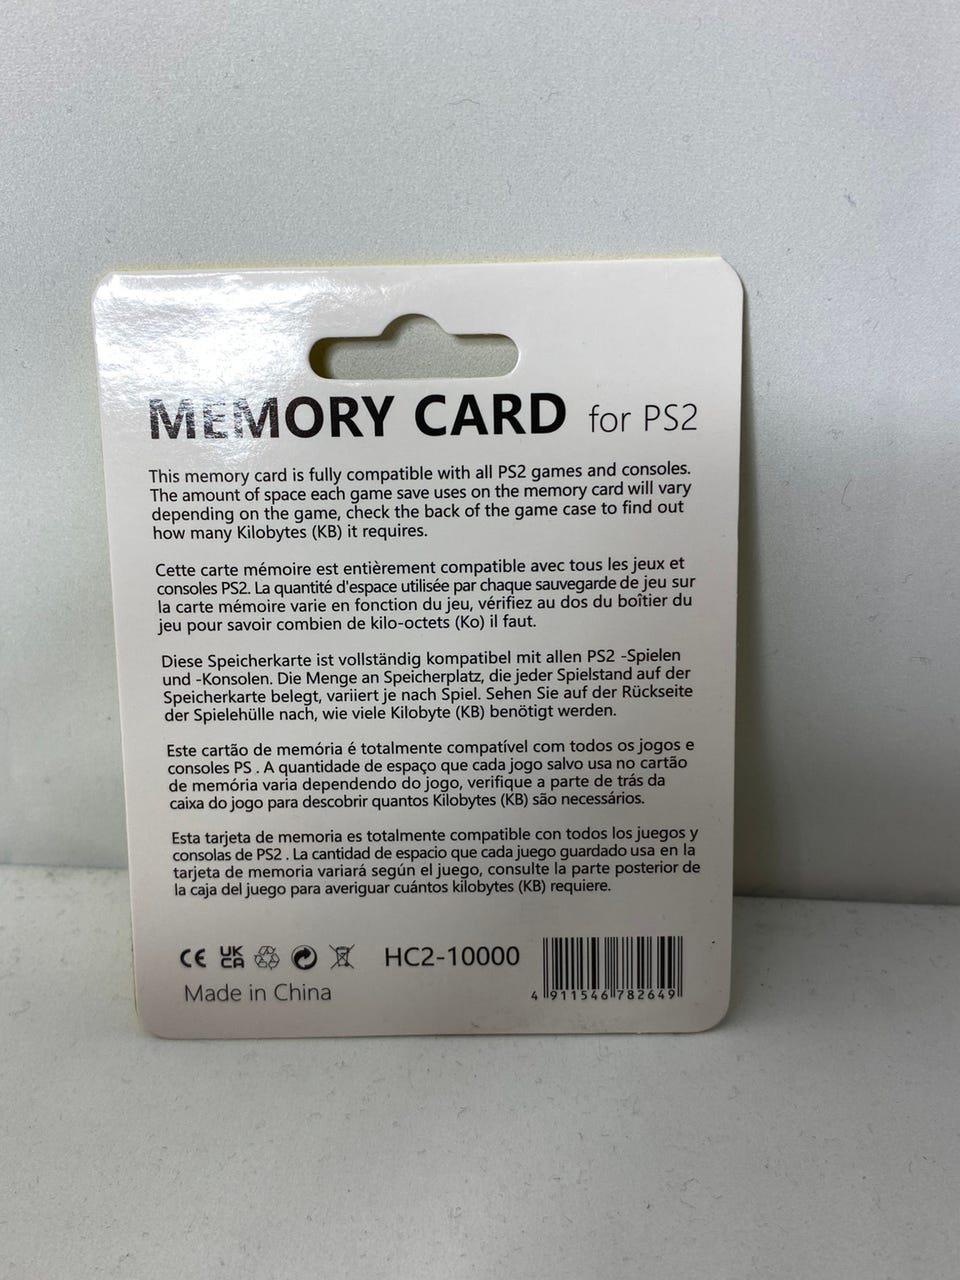 MEMORY CARD for PS2
This memory card is fully compatible with all PS2 games and consoles.
The amount of space each game save uses on the memory card will vary
depending on the game, check the back of the game case to find out
how many Kilobytes (KB) it requires.
Cette carte mémoire est entièrement compatible avec tous les jeux et
consoles PS2. La quantité d'espace utilisée par chaque sauvegarde de jeu sur
la carte mémoire varie en fonction du jeu, vérifiez au dos du boîtier du
jeu pour savoir combien de kilo-octets (Ko) il faut.
Diese Speicherkarte ist vollständig kompatibel mit allen PS2 -Spielen
und -Konsolen. Die Menge an Speicherplatz, die jeder Spielstand auf der
Speicherkarte belegt, variiert je nach Spiel. Sehen Sie auf der Rückseite
der Spielehülle nach, wie viele Kilobyte (KB) benötigt werden.
Este cartão de memória é totalmente compatível com todos os jogos e
consoles PS . A quantidade de espaço que cada jogo salvo usa no cartão
de memória varia dependendo do jogo, verifique a parte de trás da
caixa do jogo para descobrir quantos Kilobytes (KB) são necessários.
Esta tarjeta de memoria es totalmente compatible con todos los juegos y
consolas de PS2 . La cantidad de espacio que cada juego guardado usa en la
tarjeta de memoria variará según el juego, consulte la parte posterior de
la caja del juego para averiguar cuántos kilobytes (KB) requiere.
CE UK CA HC2-10000
4 911546 782649
Made in China